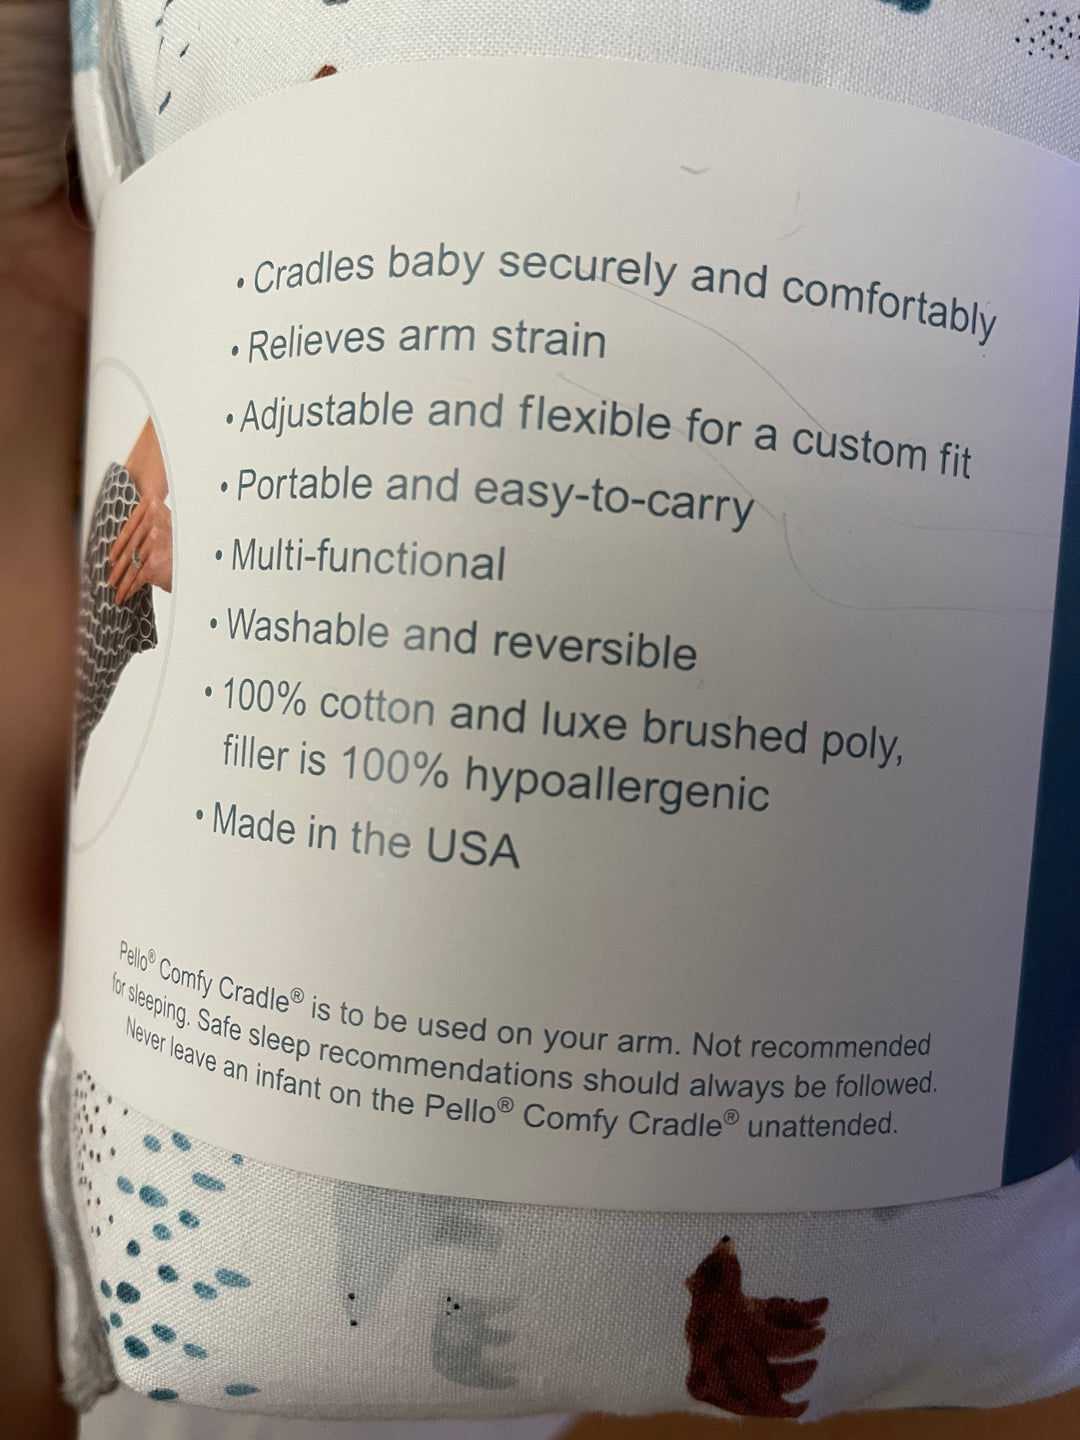 • Cradles baby securely and comfortably
• Relieves arm strain
• Adjustable and flexible for a custom fit
• Portable and easy-to-carry
• Multi-functional
• Washable and reversible
• 100% cotton and luxe brushed poly,
filler is 100% hypoallergenic
• Made in the USA
Pello® Comfy Cradle® is to be used on your arm. Not recommended
for sleeping. Safe sleep recommendations should always be followed.
Never leave an infant on the Pello® Comfy Cradle® unattended.